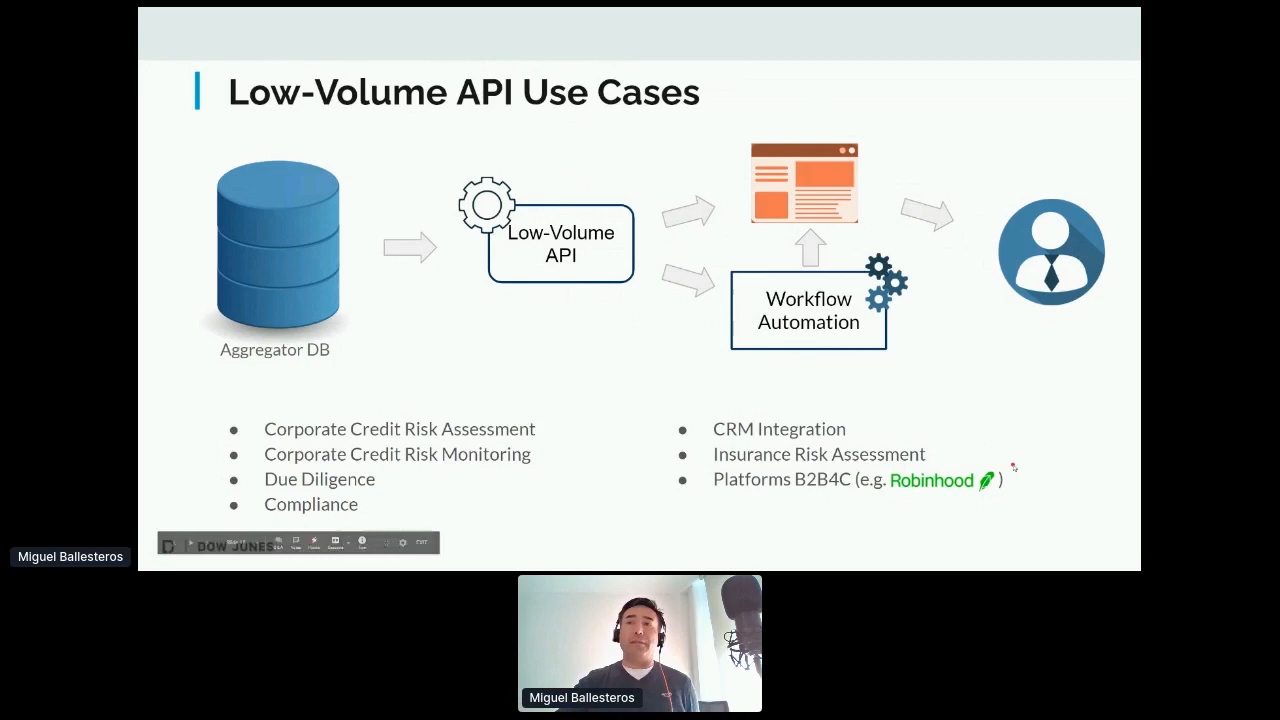 Low-Volume API Use Cases
Low-Volume
API
Workflow
Automation
Aggregator DB
● Corporate Credit Risk Assessment
● Corporate Credit Risk Monitoring
● Due Diligence
● Compliance
● CRM Integration
● Insurance Risk Assessment
● Platforms B2B4C (e.g. Robinhood )
DOW JONES
EXIT
Miguel Ballesteros
Miguel Ballesteros